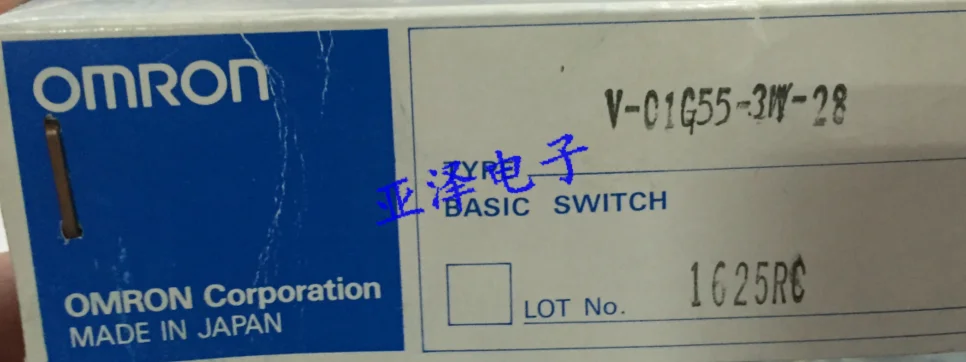 OMRON
OMRON Corporation
MADE IN JAPAN
V-01G55-3W-28
TYPE
亚泽电子
BASIC SWITCH
LOT No. 1625RC